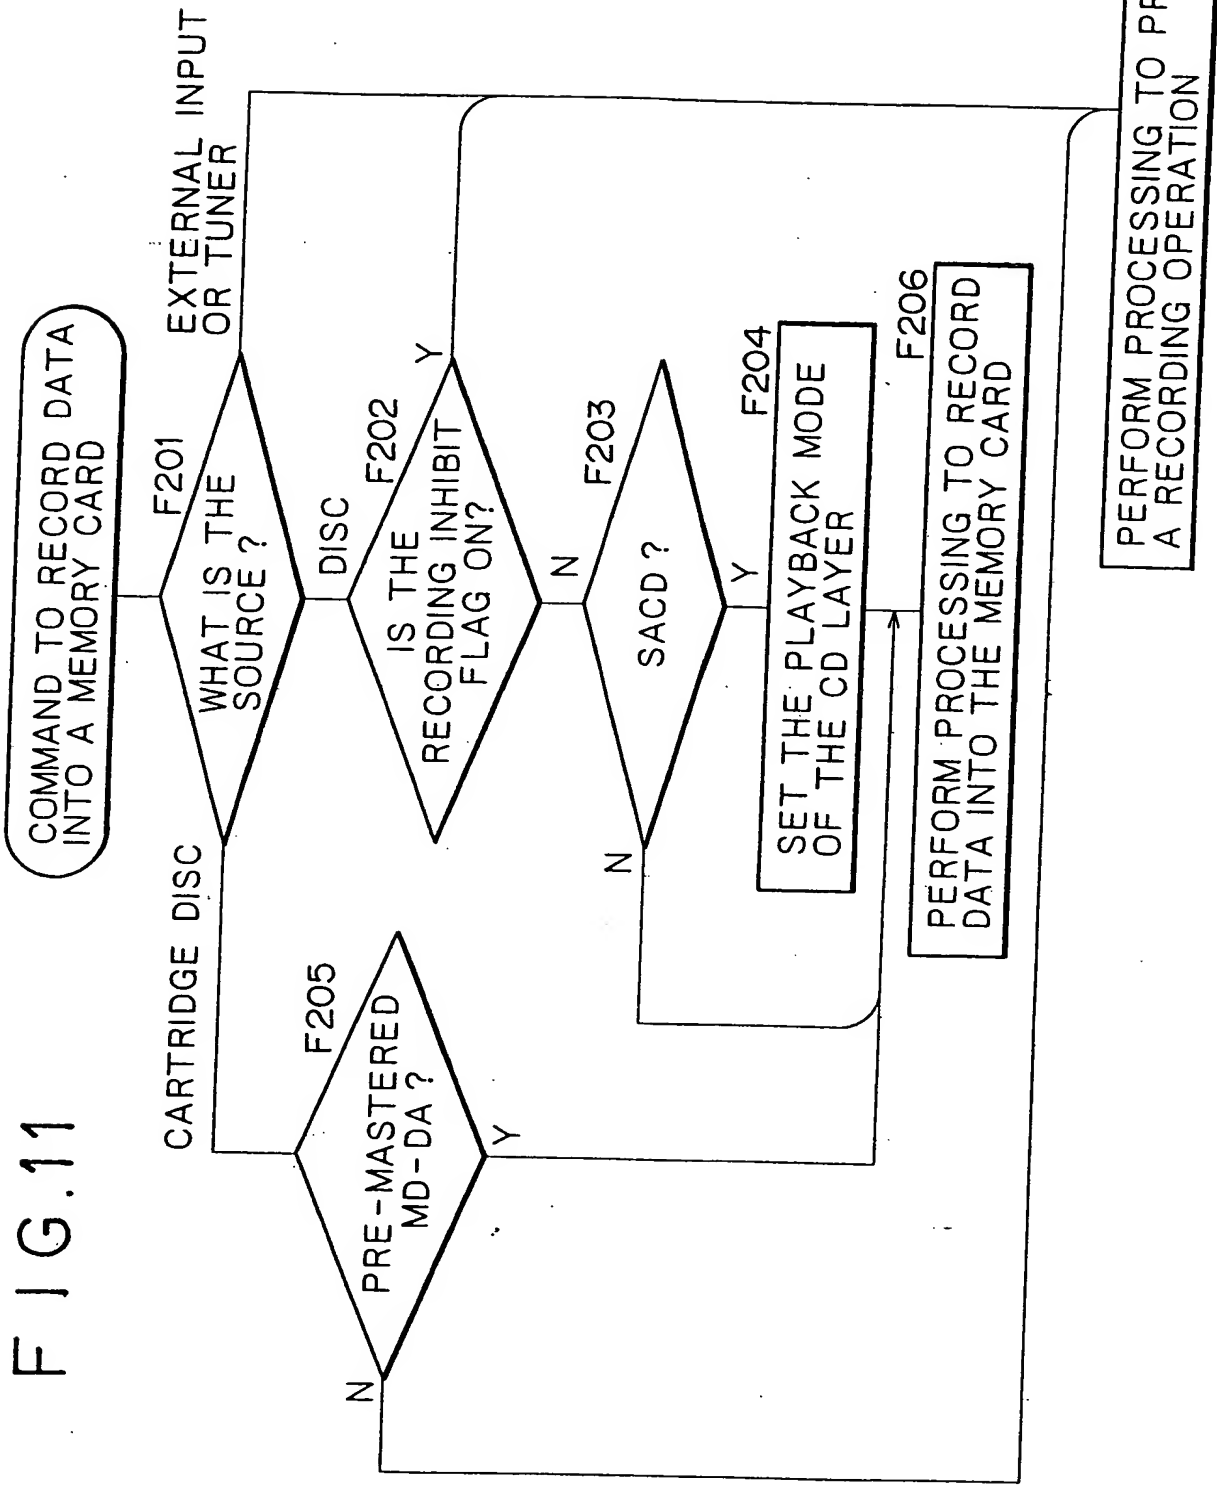 FIG.11
COMMAND TO RECORD DATA
INTO A MEMORY CARD
F201
WHAT IS THE
SOURCE ?
EXTERNAL INPUT
OR TUNER
CARTRIDGE DISC
DISC
F202
IS THE
RECORDING INHIBIT
FLAG ON?
Y
N
F205
PRE-MASTERED
MD-DA ?
N
Y
F203
SACD ?
N
Y
F204
SET THE PLAYBACK MODE
OF THE CD LAYER
F206
PERFORM PROCESSING TO RECORD
DATA INTO THE MEMORY CARD
PERFORM PROCESSING TO
A RECORDING OPERATION